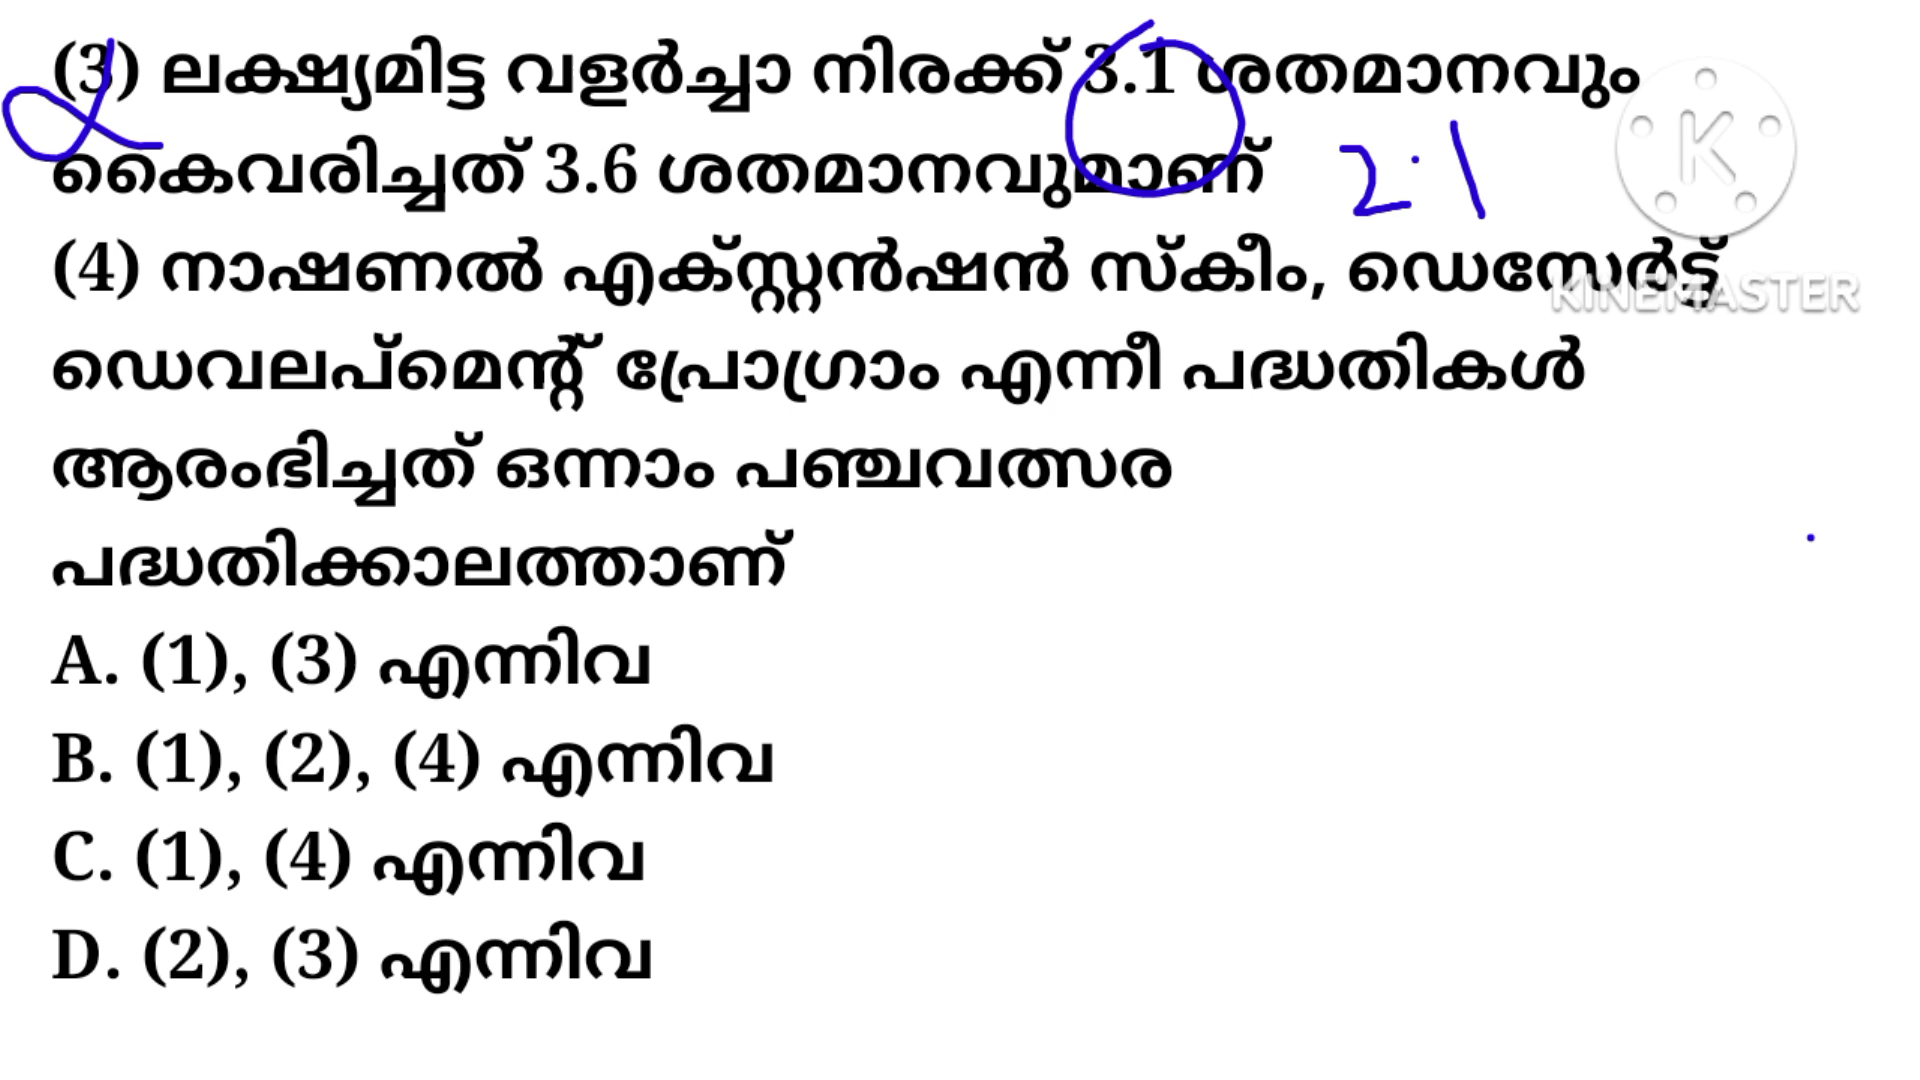 (3) ലക്ഷ്യമിട്ട വളർച്ചാ നിരക്ക് 3.1 ശതമാനവും
കൈവരിച്ചത് 3.6 ശതമാനവുമാണ് 2.1
(4) നാഷണൽ എക്സ്റ്റൻഷൻ സ്കീം, ഡെസേർട്ട്
ഡെവലപ്മെന്റ് പ്രോഗ്രാം എന്നീ പദ്ധതികൾ
ആരംഭിച്ചത് ഒന്നാം പഞ്ചവത്സര
പദ്ധതിക്കാലത്താണ്
A. (1), (3) എന്നിവ
B. (1), (2), (4) എന്നിവ
C. (1), (4) എന്നിവ
D. (2), (3) എന്നിവ
K
KINEMASTER